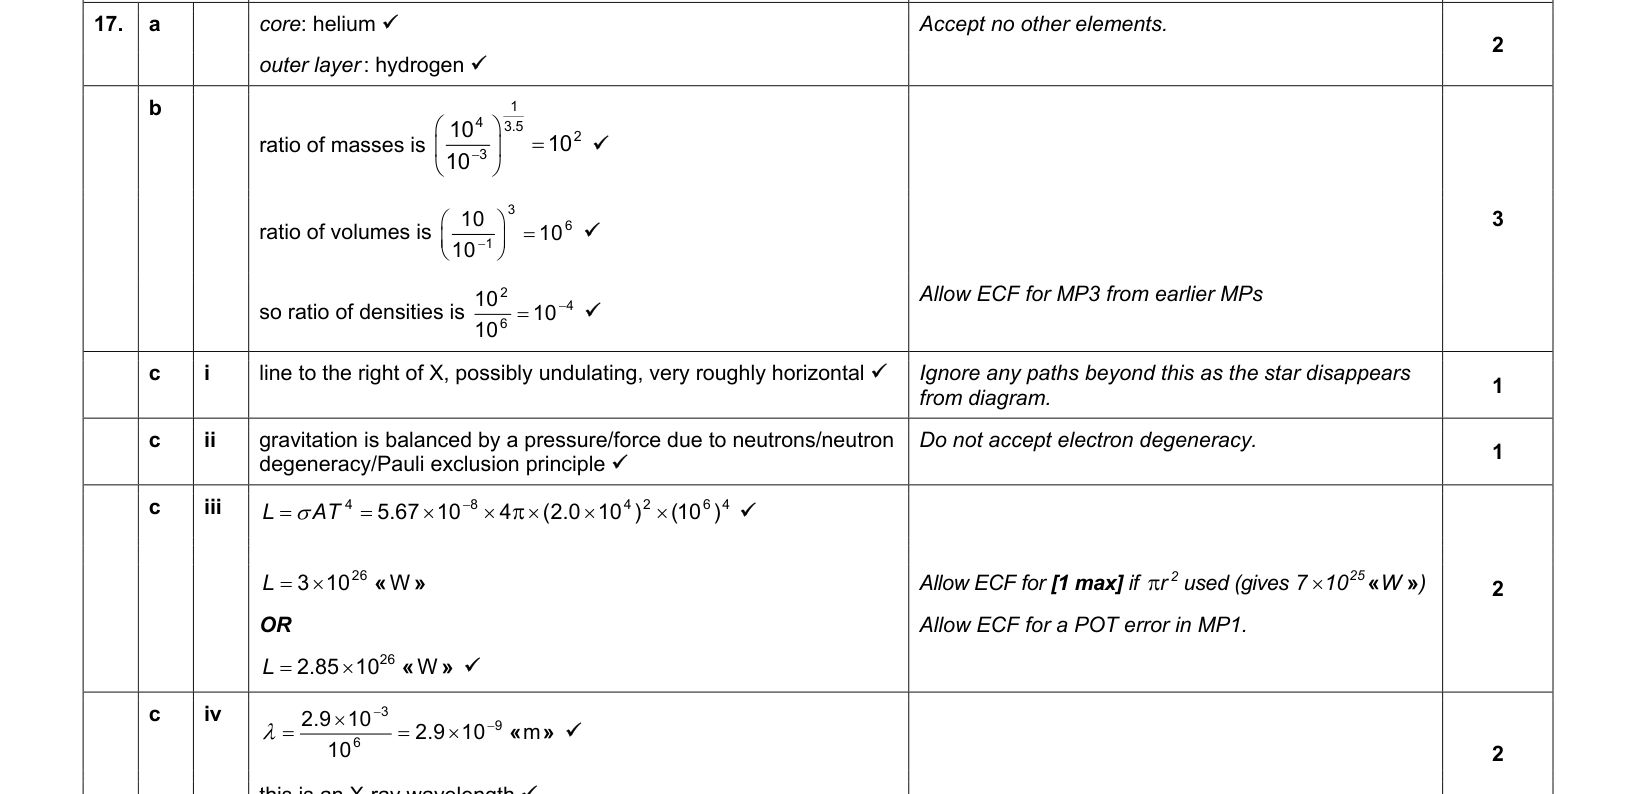 17. a core: helium ✓ Accept no other elements. 2
outer layer: hydrogen ✓
b ratio of masses is (10^4/10^−3)^(1/3.5) = 10^2 ✓ 3
ratio of volumes is (10/10^−1)^3 = 10^6 ✓
so ratio of densities is 10^2/10^6 = 10^−4 ✓ Allow ECF for MP3 from earlier MPs
c i line to the right of X, possibly undulating, very roughly horizontal ✓ Ignore any paths beyond this as the star disappears from diagram. 1
c ii gravitation is balanced by a pressure/force due to neutrons/neutron
degeneracy/Pauli exclusion principle ✓ Do not accept electron degeneracy. 1
c iii L = σAT^4 = 5.67×10^−8 × 4π × (2.0×10^4)^2 × (10^6)^4 ✓ 2
L = 3×10^26 «W» Allow ECF for [1 max] if πr^2 used (gives 7×10^25 «W»)
OR Allow ECF for a POT error in MP1.
L = 2.85×10^26 «W» ✓
c iv λ = 2.9×10^−3/10^6 = 2.9×10^−9 «m» ✓ 2
this is an X-ray wavelength ✓